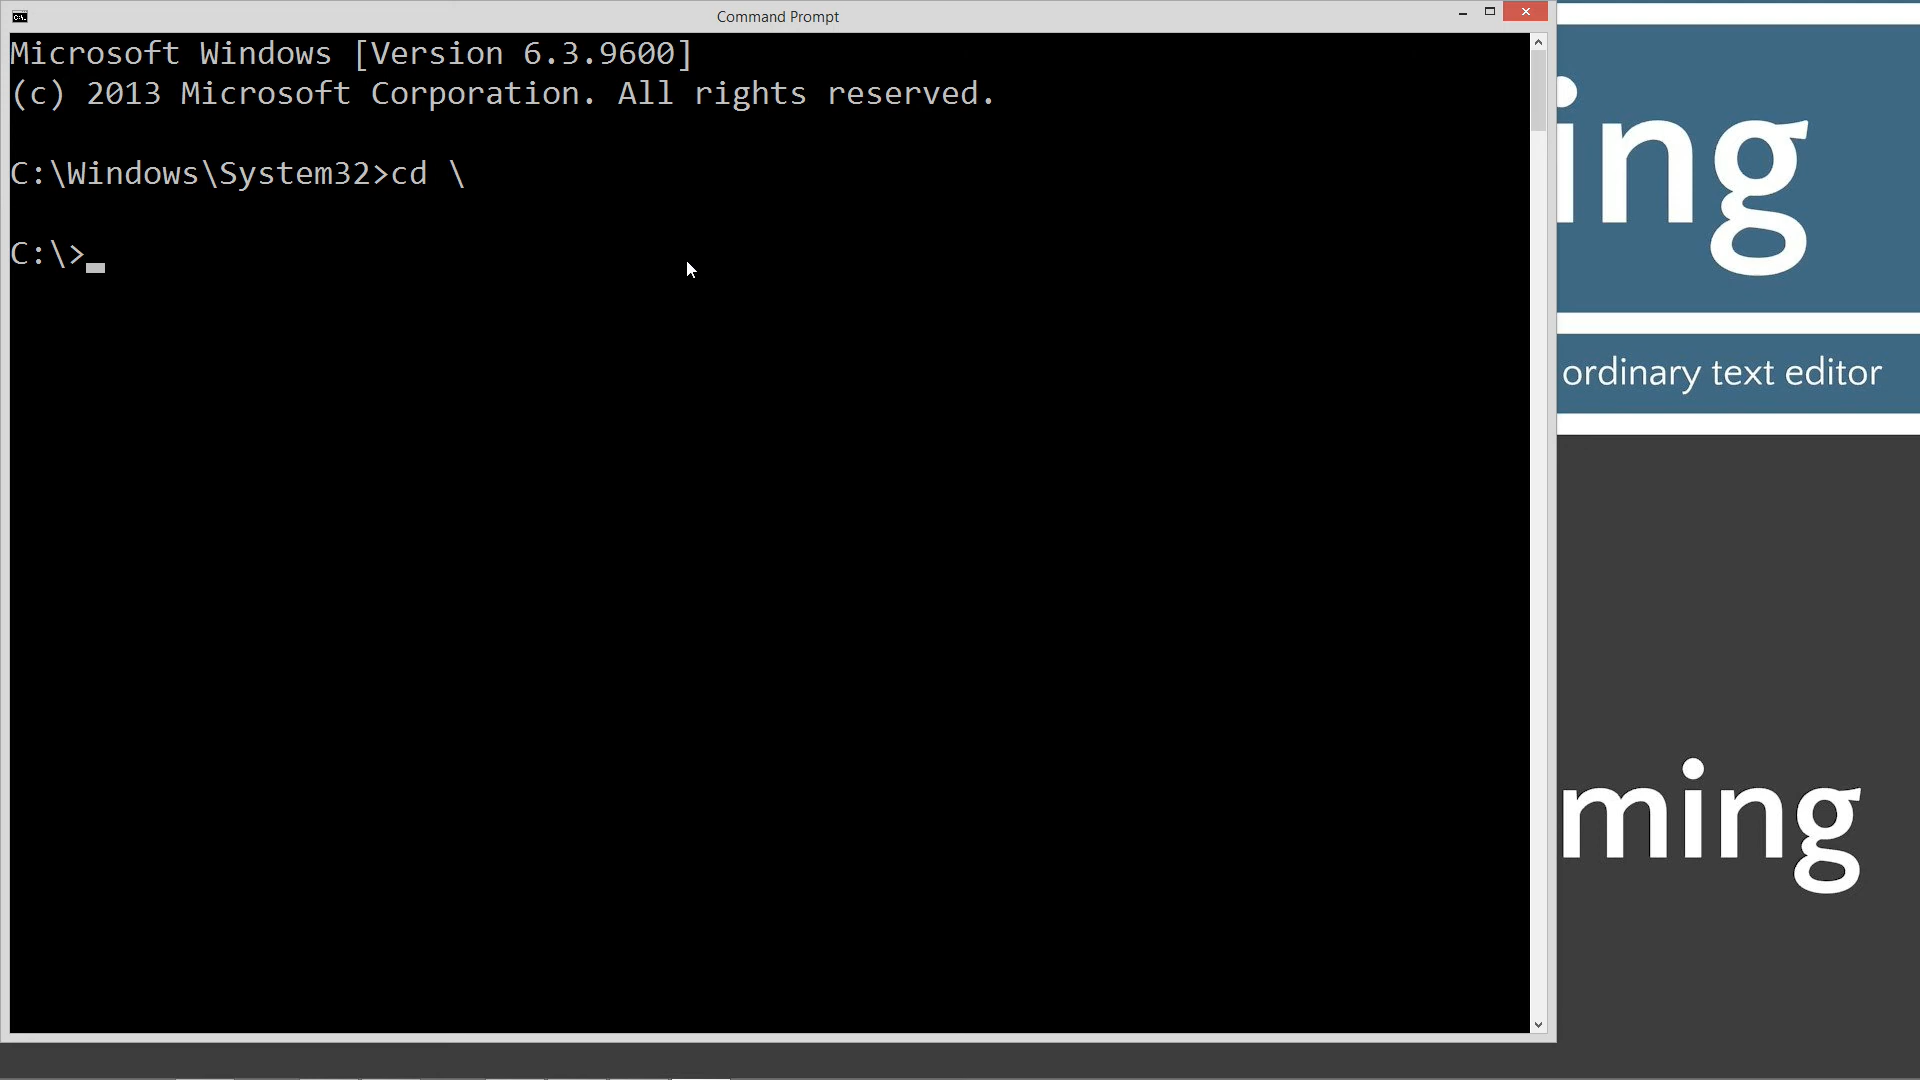 Command Prompt
Microsoft Windows [Version 6.3.9600]
(c) 2013 Microsoft Corporation. All rights reserved.
C:\Windows\System32>cd \
C:\>
ing
ordinary text editor
ming